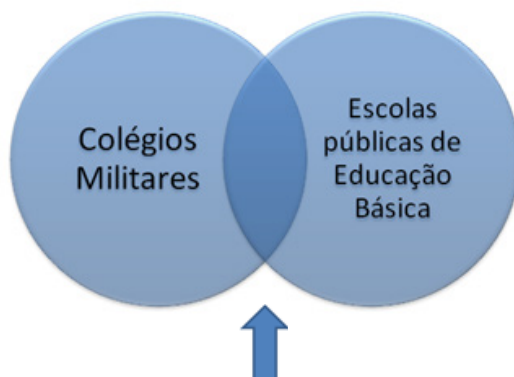 Colégios
Militares
Escolas
públicas de
Educação
Básica